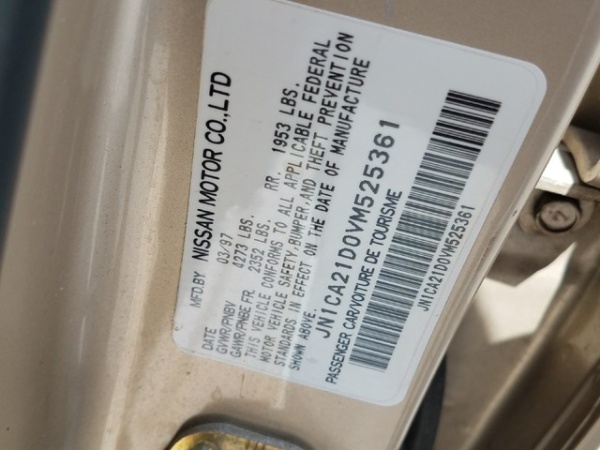 MFD.BY NISSAN MOTOR CO.,LTD
DATE 03/97
GVWR/PNBV 4273 LBS.
GAWR/PNBE FR. 2352 LBS. RR. 1953 LBS.
THIS VEHICLE CONFORMS TO ALL APPLICABLE FEDERAL
MOTOR VEHICLE SAFETY,BUMPER,AND THEFT PREVENTION
STANDARDS IN EFFECT ON THE DATE OF MANUFACTURE
SHOWN ABOVE.
JN1CA21D0VM525361
PASSENGER CAR/VOITURE DE TOURISME
JN1CA21D0VM525361